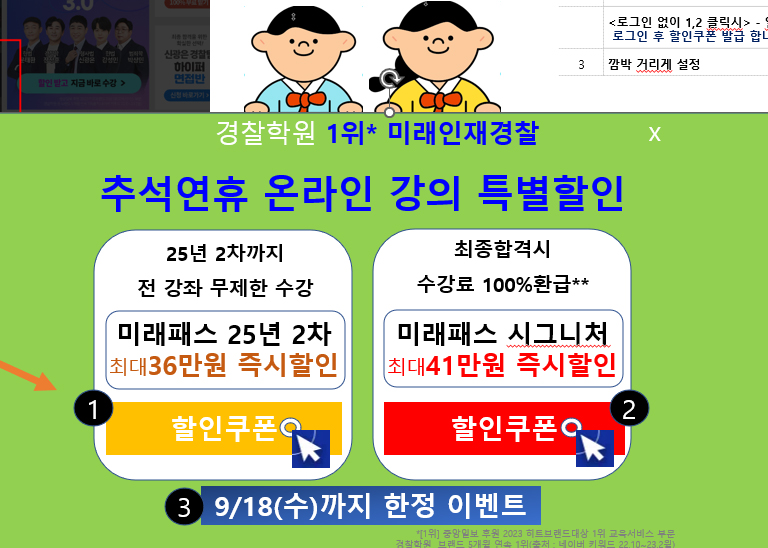 3.0
할인 받고 지금 바로 수강 >
하이퍼
면접반
<로그인 없이 1,2 클릭시> -
로그인 후 할인쿠폰 발급 합니
3 깜박 거리게 설정
경찰학원 1위* 미래인재경찰
x
추석연휴 온라인 강의 특별할인
25년 2차까지
전 강좌 무제한 수강
미래패스 25년 2차
최대36만원 즉시할인
1
할인쿠폰
최종합격시
수강료 100%환급**
미래패스 시그니처
최대41만원 즉시할인
2
할인쿠폰
3 9/18(수)까지 한정 이벤트
*[1위] 중앙일보 후원 2023 히트브랜드대상 1위 교육서비스 부문
경찰학원 브랜드 5개월 연속 1위(출처 : 네이버 키워드 22.10~23.2월)